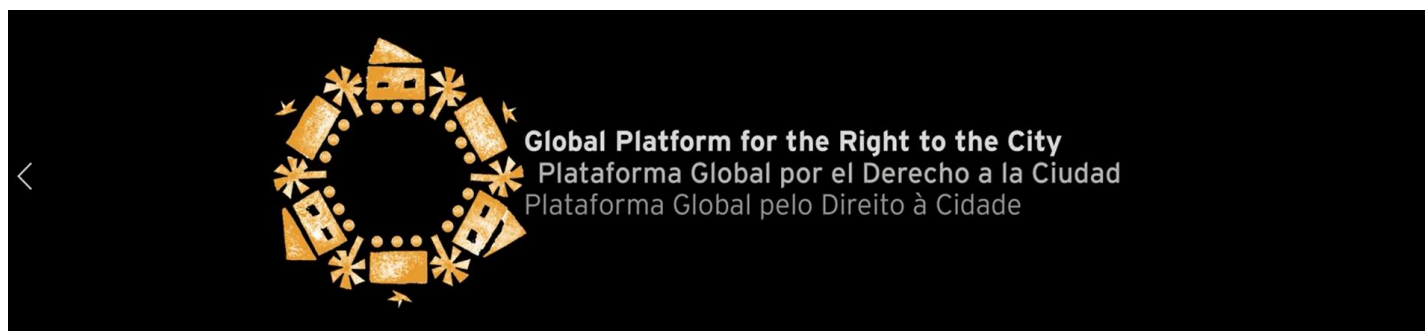 Global Platform for the Right to the City
Plataforma Global por el Derecho a la Ciudad
Plataforma Global pelo Direito à Cidade